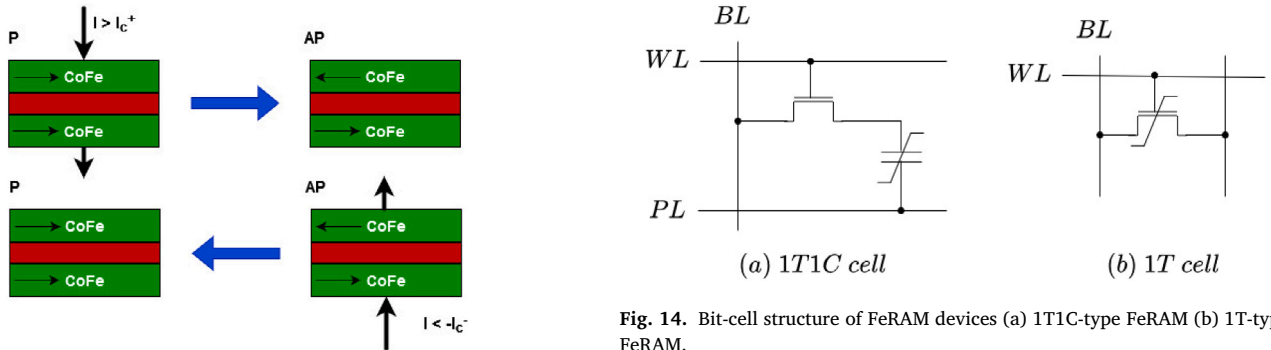 I > Ic+
P
AP
CoFe
CoFe
CoFe
CoFe
P
AP
CoFe
CoFe
CoFe
CoFe
I < -Ic-
BL
WL
PL
(a) 1T1C cell
BL
WL
(b) 1T cell
Fig. 14. Bit-cell structure of FeRAM devices (a) 1T1C-type FeRAM (b) 1T-typ
FeRAM.